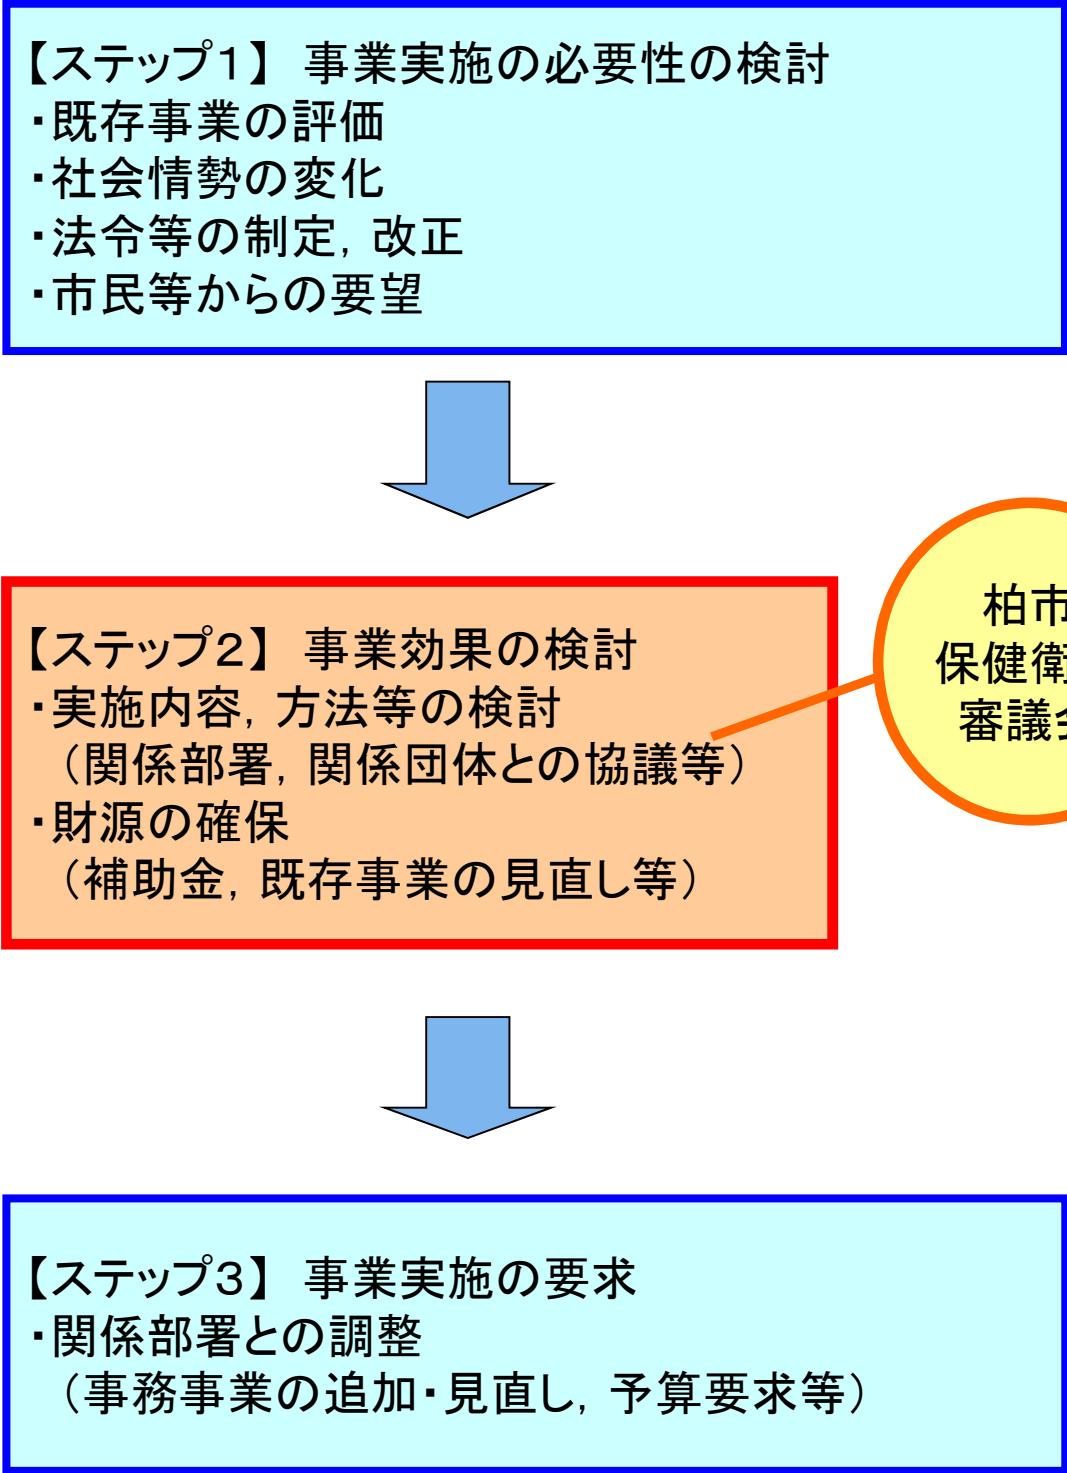 【ステップ1】 事業実施の必要性の検討
・既存事業の評価
・社会情勢の変化
・法令等の制定，改正
・市民等からの要望
【ステップ2】 事業効果の検討
・実施内容，方法等の検討
（関係部署，関係団体との協議等）
・財源の確保
（補助金，既存事業の見直し等）
柏市
保健衛
審議会
【ステップ3】 事業実施の要求
・関係部署との調整
（事務事業の追加・見直し，予算要求等）